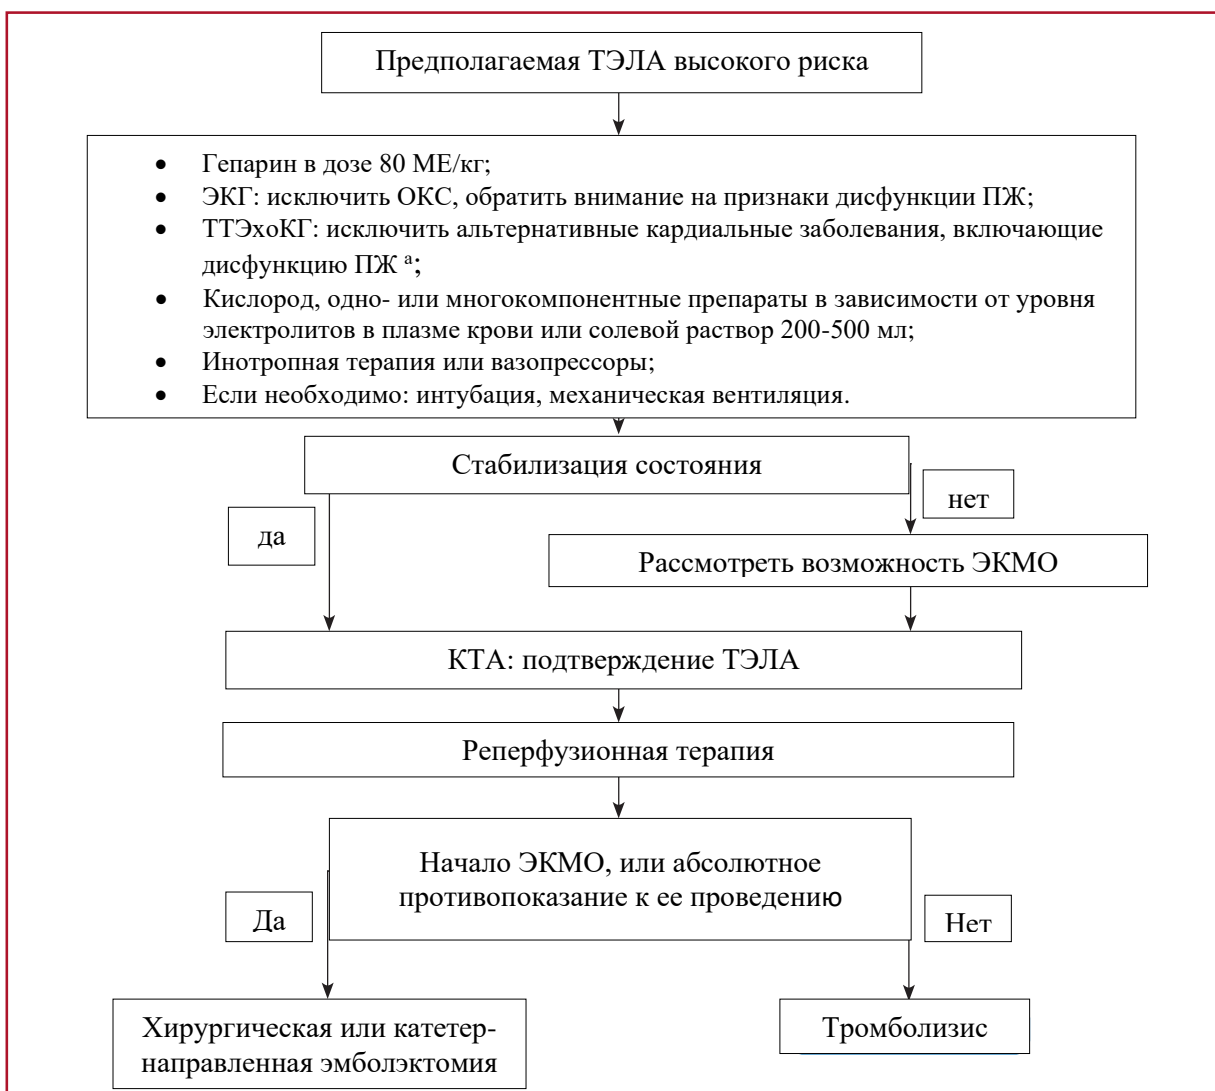 Предполагаемая ТЭЛА высокого риска
• Гепарин в дозе 80 МЕ/кг;
• ЭКГ: исключить ОКС, обратить внимание на признаки дисфункции ПЖ;
• ТТЭхоКГ: исключить альтернативные кардиальные заболевания, включающие
дисфункцию ПЖ ᵃ;
• Кислород, одно- или многокомпонентные препараты в зависимости от уровня
электролитов в плазме крови или солевой раствор 200-500 мл;
• Инотропная терапия или вазопрессоры;
• Если необходимо: интубация, механическая вентиляция.
Стабилизация состояния
да
нет
Рассмотреть возможность ЭКМО
КТА: подтверждение ТЭЛА
Реперфузионная терапия
Начало ЭКМО, или абсолютное
противопоказание к ее проведению
Да
Нет
Хирургическая или катетер-
направленная эмболэктомия
Тромболизис